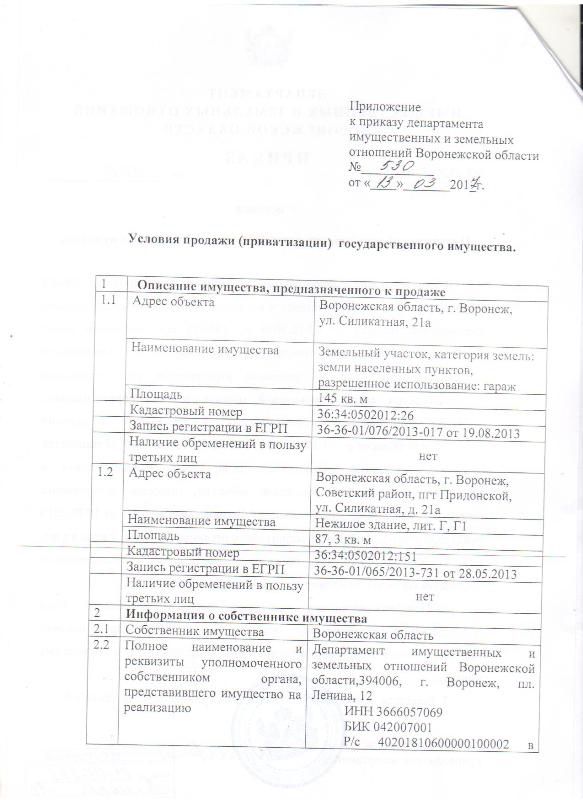 Приложение
к приказу департамента
имущественных и земельных
отношений Воронежской области
№ 530
от « 13 » 03 2017 г.
Условия продажи (приватизации) государственного имущества.
1 Описание имущества, предназначенного к продаже
1.1 Адрес объекта Воронежская область, г. Воронеж,
ул. Силикатная, 21а
Наименование имущества Земельный участок, категория земель:
земли населенных пунктов,
разрешенное использование: гараж
Площадь 145 кв. м
Кадастровый номер 36:34:0502012:26
Запись регистрации в ЕГРП 36-36-01/076/2013-017 от 19.08.2013
Наличие обременений в пользу
третьих лиц нет
1.2 Адрес объекта Воронежская область, г. Воронеж,
Советский район, пгт Придонской,
ул. Силикатная, д. 21а
Наименование имущества Нежилое здание, лит. Г, Г1
Площадь 87, 3 кв. м
Кадастровый номер 36:34:0502012:151
Запись регистрации в ЕГРП 36-36-01/065/2013-731 от 28.05.2013
Наличие обременений в пользу
третьих лиц нет
2 Информация о собственнике имущества
2.1 Собственник имущества Воронежская область
2.2 Полное наименование и Департамент имущественных и
реквизиты уполномоченного земельных отношений Воронежской
собственником органа, области,394006, г. Воронеж, пл.
представившего имущество на Ленина, 12
реализацию ИНН 3666057069
БИК 042007001
Р/с 40201810600000100002 в